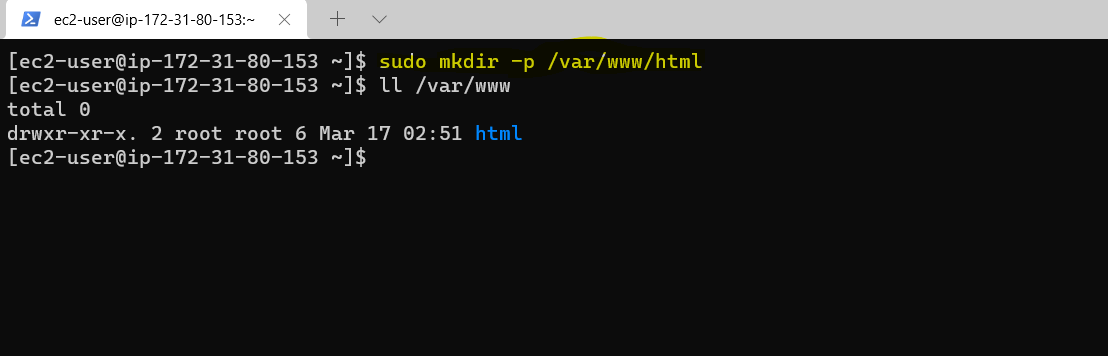 ec2-user@ip-172-31-80-153:~
[ec2-user@ip-172-31-80-153 ~]$ sudo mkdir -p /var/www/html
[ec2-user@ip-172-31-80-153 ~]$ ll /var/www
total 0
drwxr-xr-x. 2 root root 6 Mar 17 02:51 html
[ec2-user@ip-172-31-80-153 ~]$